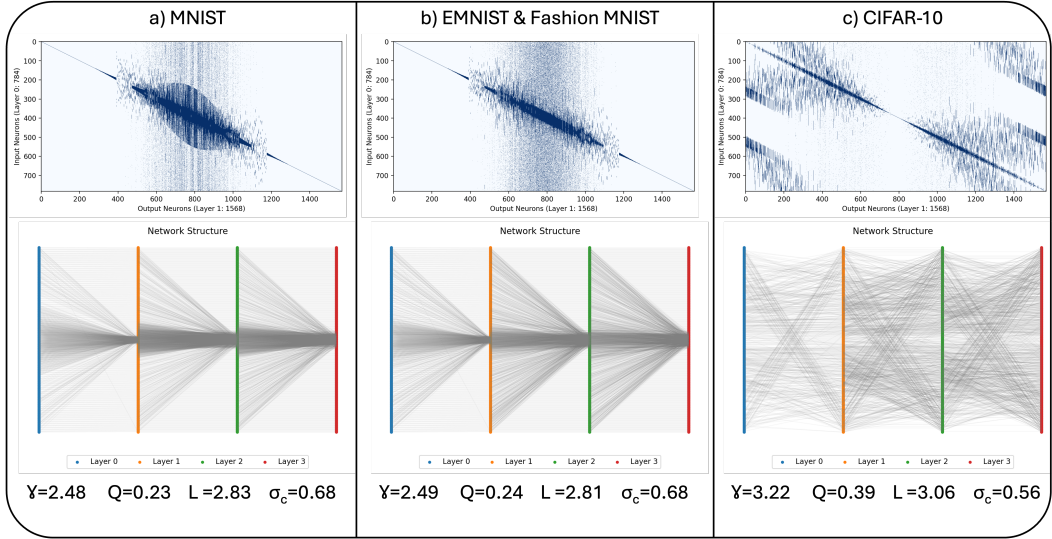 a) MNIST
0
100
200
300
400
500
600
700
Input Neurons (Layer 0: 784)
0 200 400 600 800 1000 1200 1400
Output Neurons (Layer 1: 1568)
Network Structure
Layer 0 Layer 1 Layer 2 Layer 3
Ɣ=2.48 Q=0.23 L =2.83 σc=0.68
b) EMNIST & Fashion MNIST
0
100
200
300
400
500
600
700
Input Neurons (Layer 0: 784)
0 200 400 600 800 1000 1200 1400
Output Neurons (Layer 1: 1568)
Network Structure
Layer 0 Layer 1 Layer 2 Layer 3
Ɣ=2.49 Q=0.24 L =2.81 σc=0.68
c) CIFAR-10
0
100
200
300
400
500
600
700
Input Neurons (Layer 0: 784)
0 200 400 600 800 1000 1200 1400
Output Neurons (Layer 1: 1568)
Network Structure
Layer 0 Layer 1 Layer 2 Layer 3
Ɣ=3.22 Q=0.39 L =3.06 σc=0.56